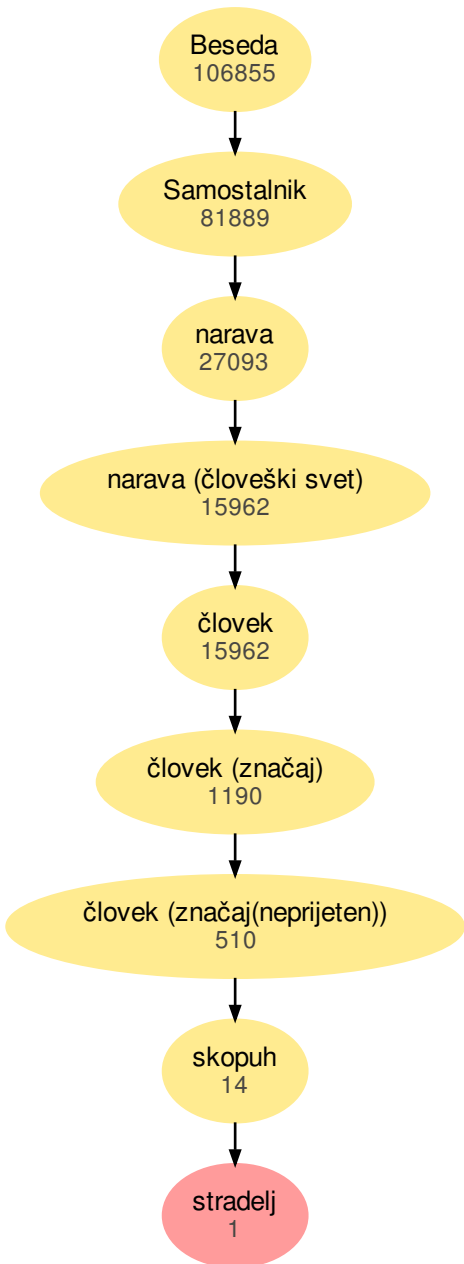 Beseda
106855
Samostalnik
81889
narava
27093
narava (človeški svet)
15962
človek
15962
človek (značaj)
1190
človek (značaj(neprijeten))
510
skopuh
14
stradelj
1